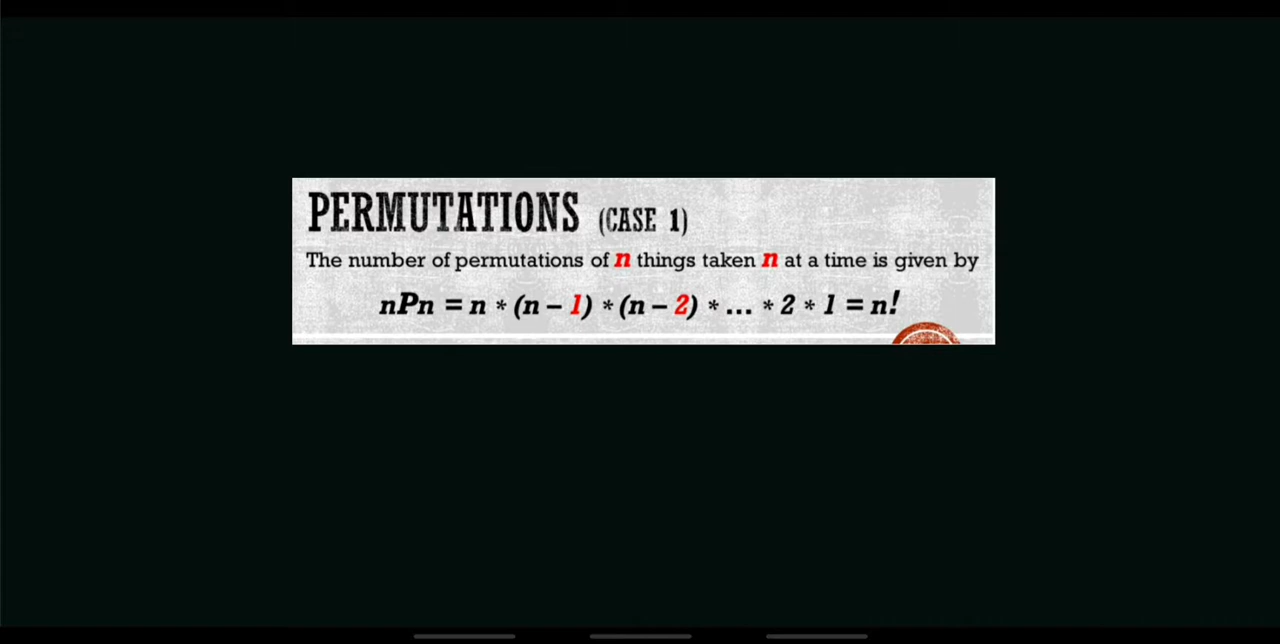 PERMUTATIONS (CASE 1)
The number of permutations of n things taken n at a time is given by
nPn = n * (n – 1) * (n – 2) * ... * 2 * 1 = n!